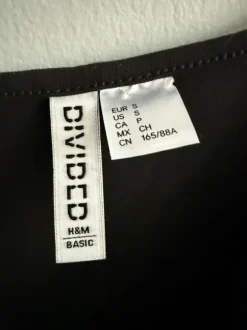 DIVIDED
H&M
BASIC
EUR S
US S
CA P
MX CH
CN 165/88A